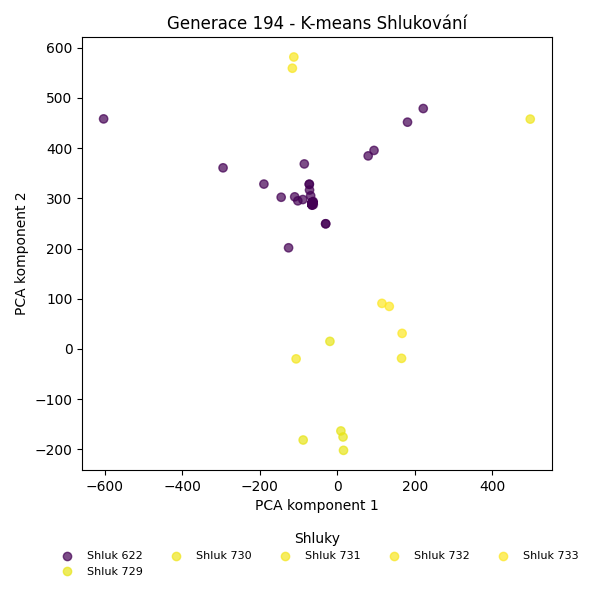 Generace 194 - K-means Shlukování
600
500
400
300
200
100
0
−100
−200
PCA komponent 2
−600 −400 −200 0 200 400
PCA komponent 1
Shluky
Shluk 622 Shluk 730 Shluk 731 Shluk 732 Shluk 733
Shluk 729